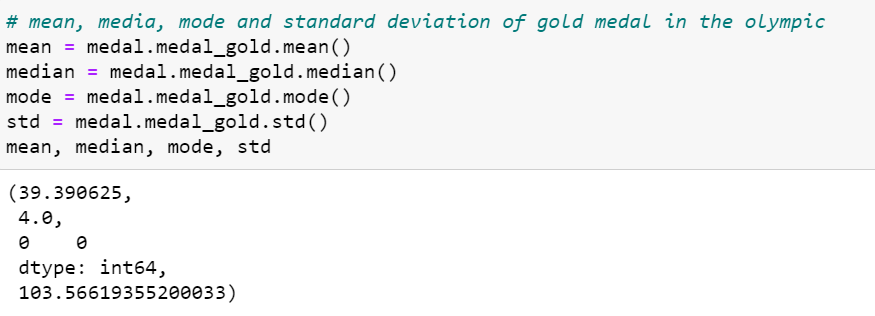 # mean, media, mode and standard deviation of gold medal in the olympic
mean = medal.medal_gold.mean()
median = medal.medal_gold.median()
mode = medal.medal_gold.mode()
std = medal.medal_gold.std()
mean, median, mode, std
(39.390625,
 4.0,
 0    0
 dtype: int64,
 103.56619355200033)